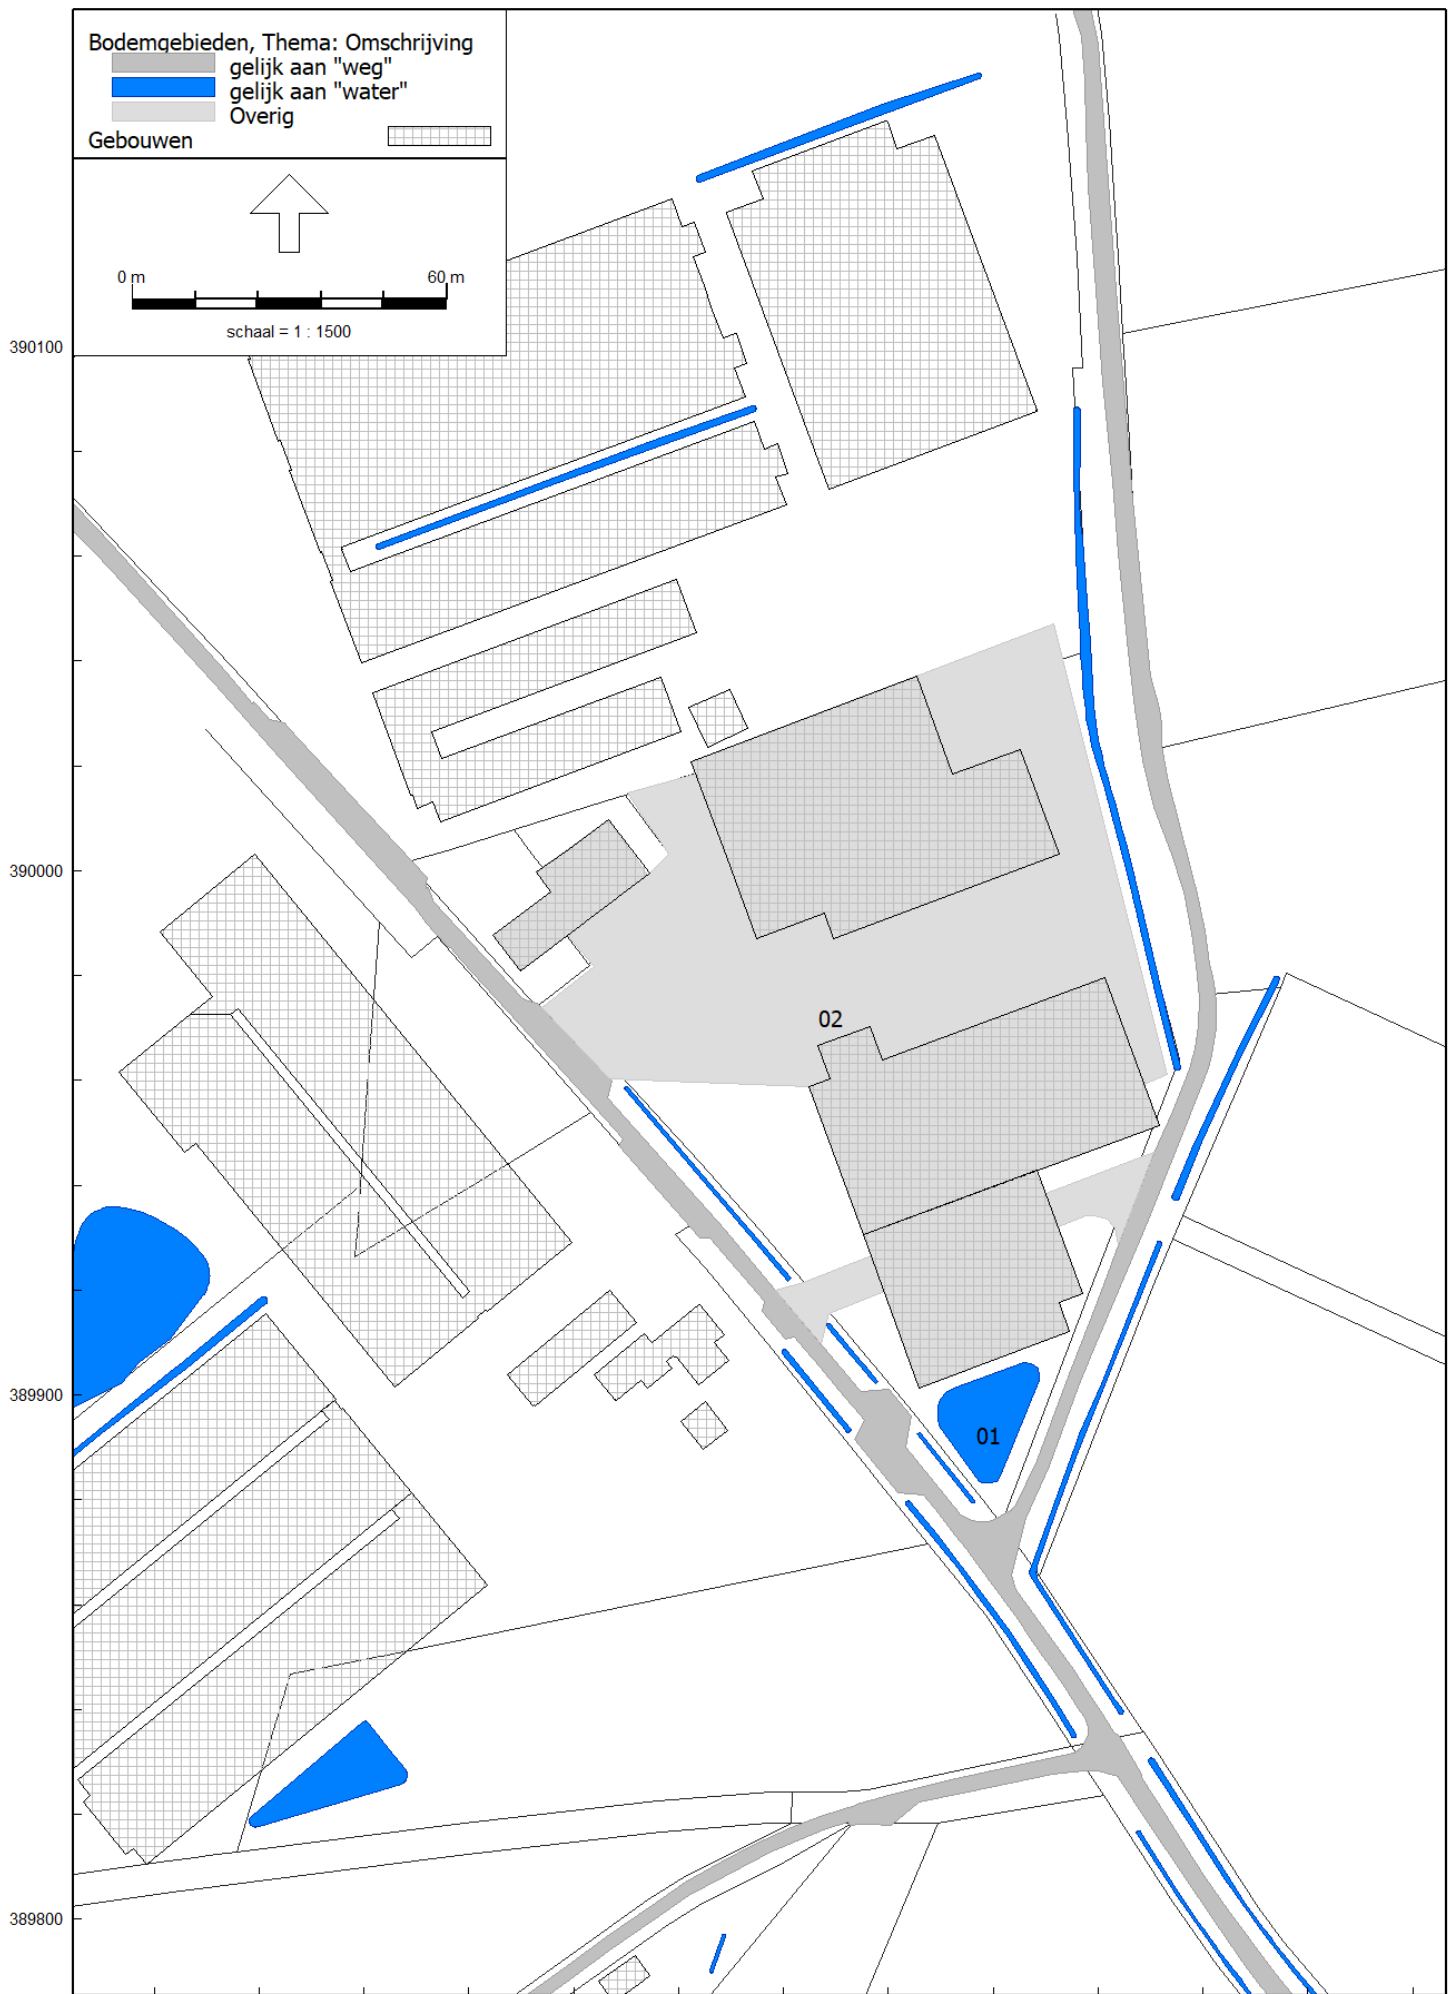 Bodemgebieden, Thema: Omschrijving
gelijk aan "weg"
gelijk aan "water"
Overig
Gebouwen
0 m 60 m
schaal = 1 : 1500
390100
390000
02
389900
01
389800